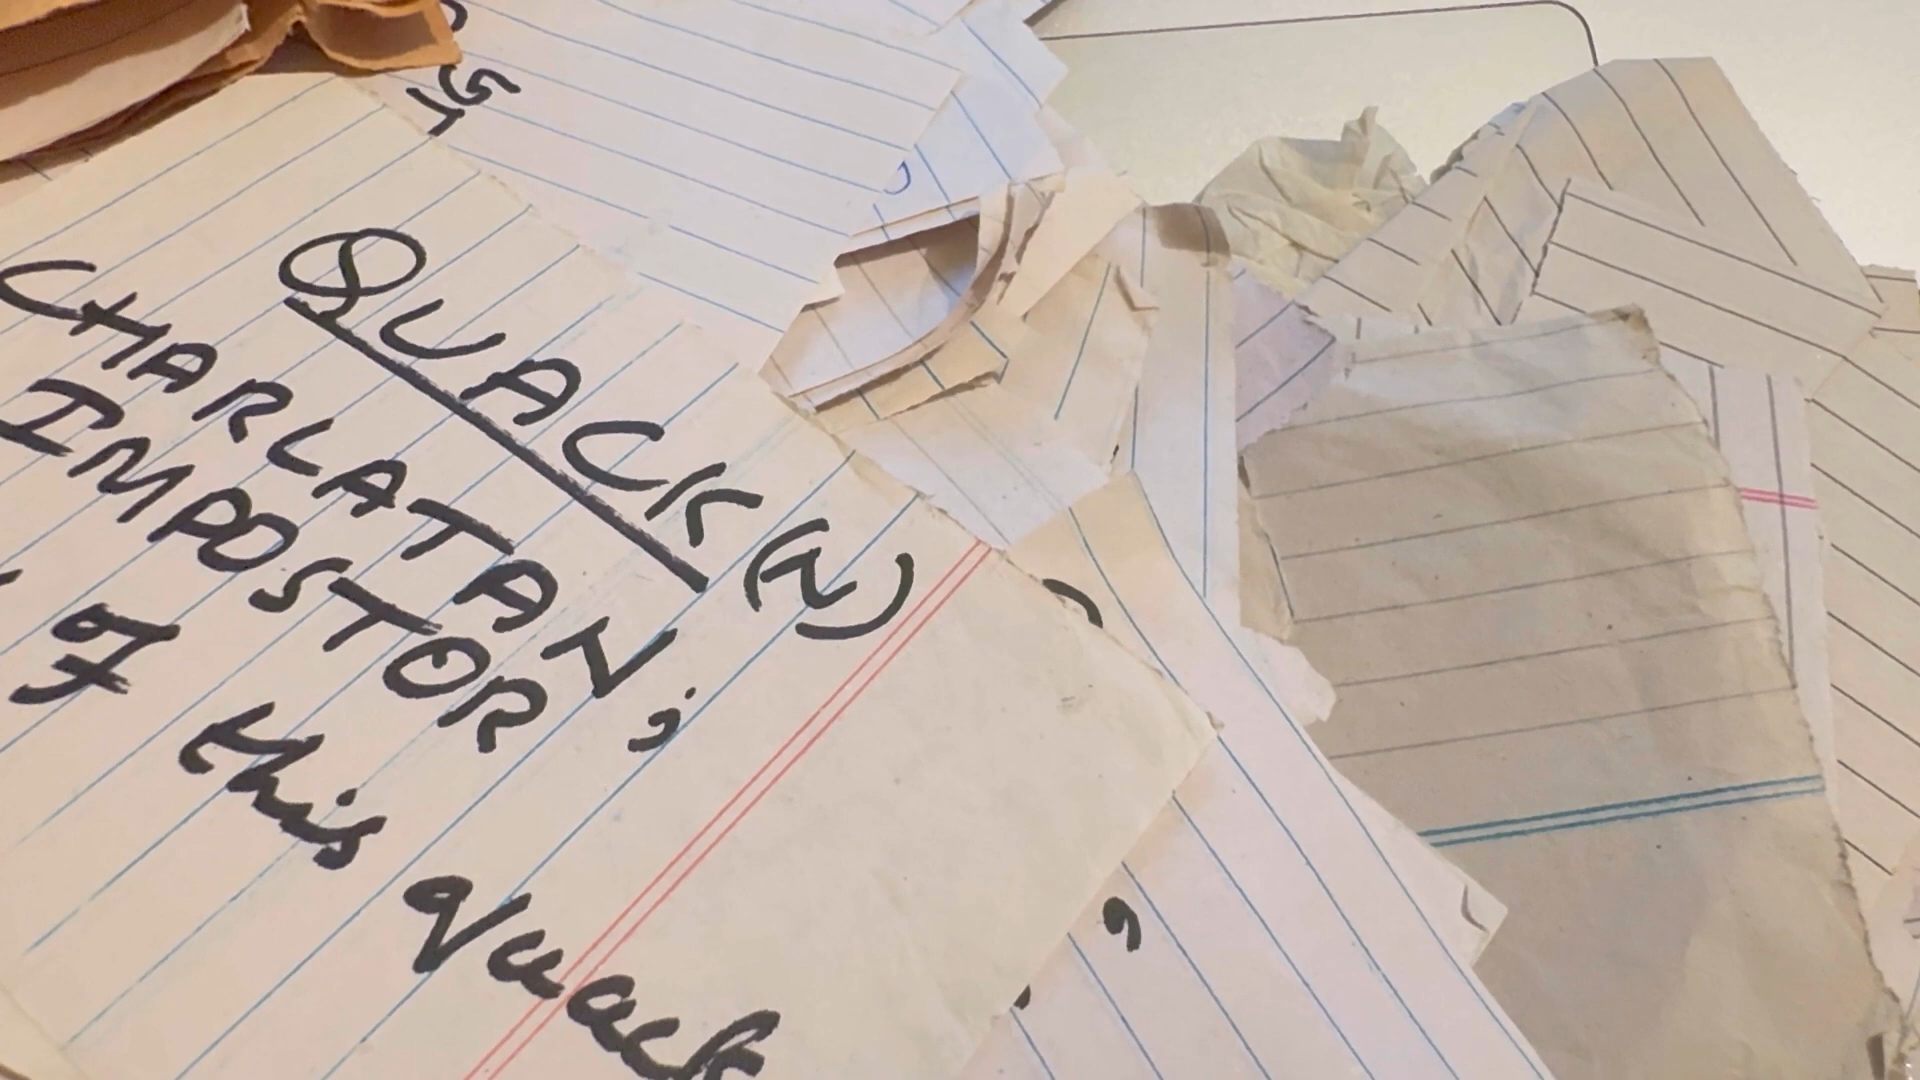 QUACK (N)
CHARLATAN;
IMPOSTOR
of this quack